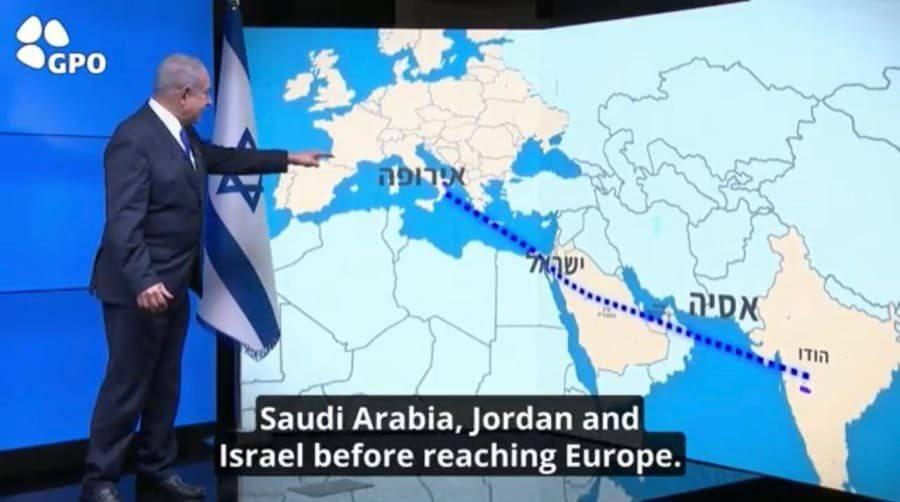 GPO
אירופה
ישראל
אסיה
הודו
Saudi Arabia, Jordan and
Israel before reaching Europe.